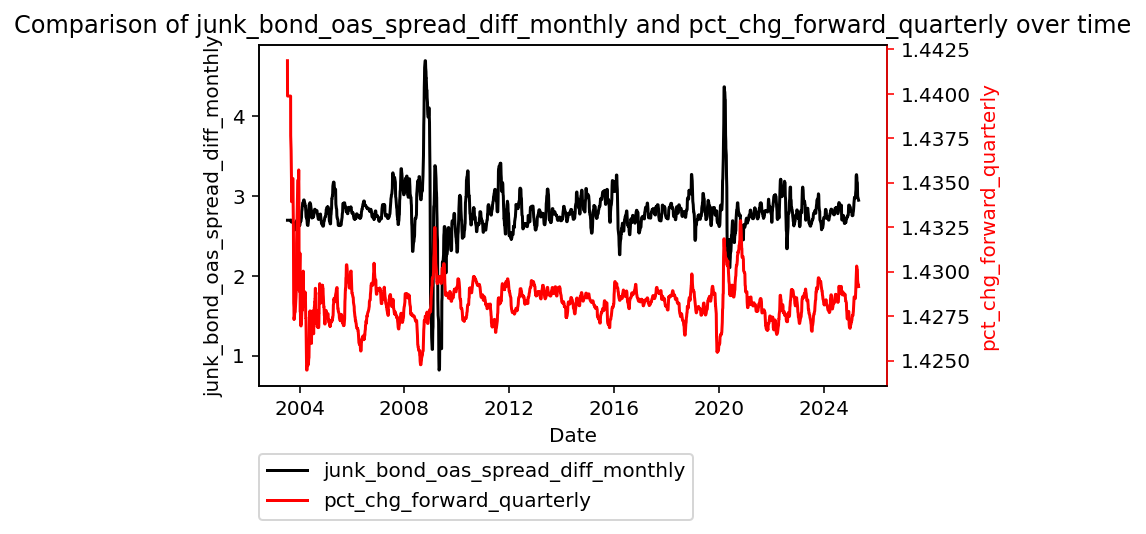 Comparison of junk_bond_oas_spread_diff_monthly and pct_chg_forward_quarterly over time
junk_bond_oas_spread_diff_monthly
4
3
2
1
1.4425
1.4400
1.4375
1.4350
1.4325
1.4300
1.4275
1.4250
pct_chg_forward_quarterly
2004 2008 2012 2016 2020 2024
Date
junk_bond_oas_spread_diff_monthly
pct_chg_forward_quarterly